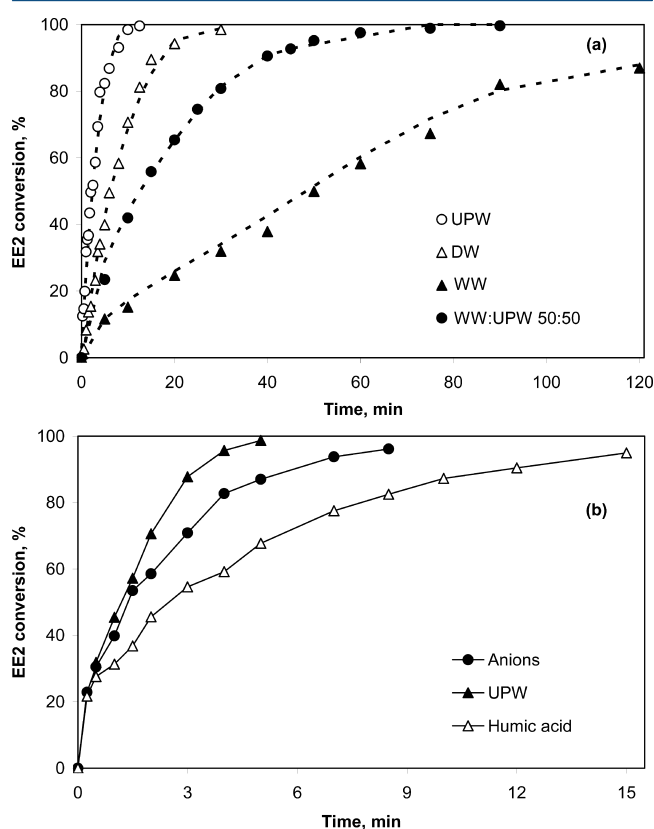 100
80
60
40
20
0
EE2 conversion, %
(a)
UPW
DW
WW
WW:UPW 50:50
0 20 40 60 80 100 120
Time, min
100
80
60
40
20
0
EE2 conversion, %
(b)
Anions
UPW
Humic acid
0 3 6 9 12 15
Time, min